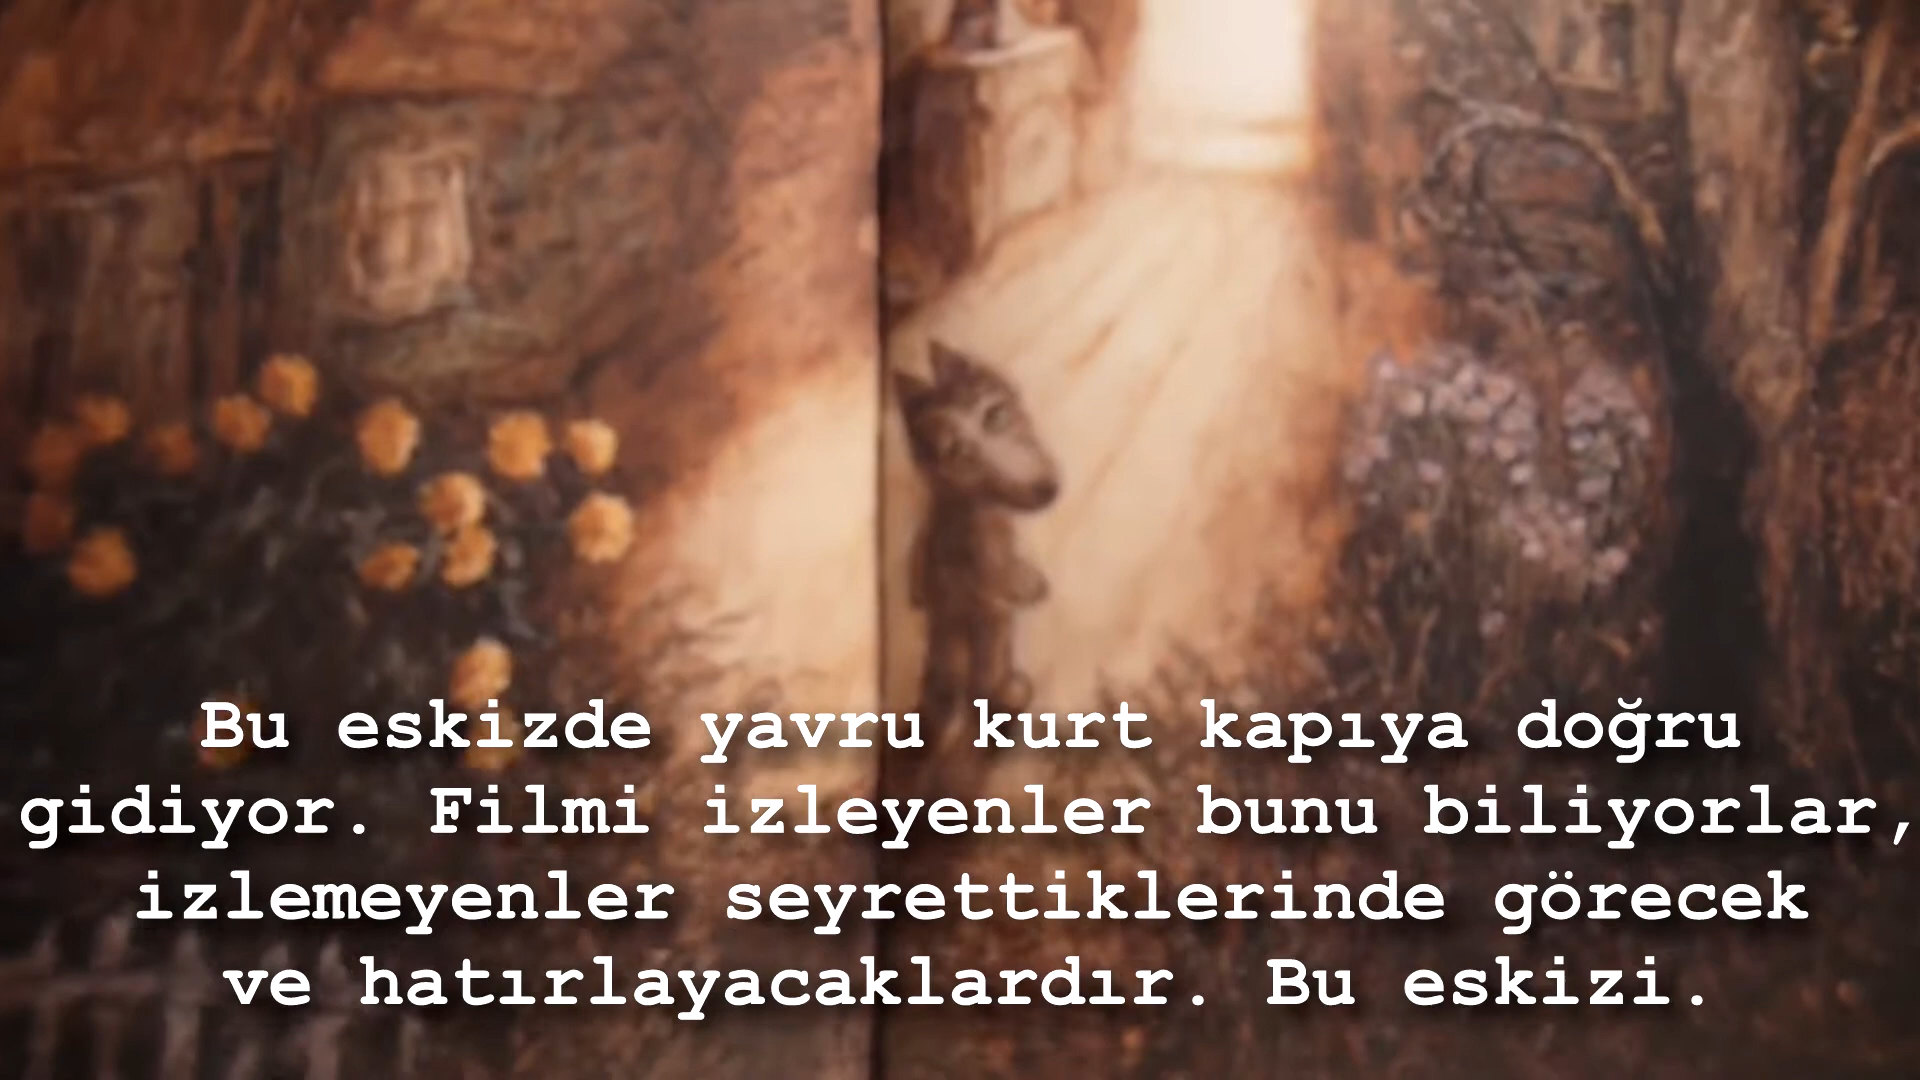 Bu eskizde yavru kurt kapıya doğru
gidiyor. Filmi izleyenler bunu biliyorlar,
izlemeyenler seyrettiklerinde görecek
ve hatırlayacaklardır. Bu eskizi.